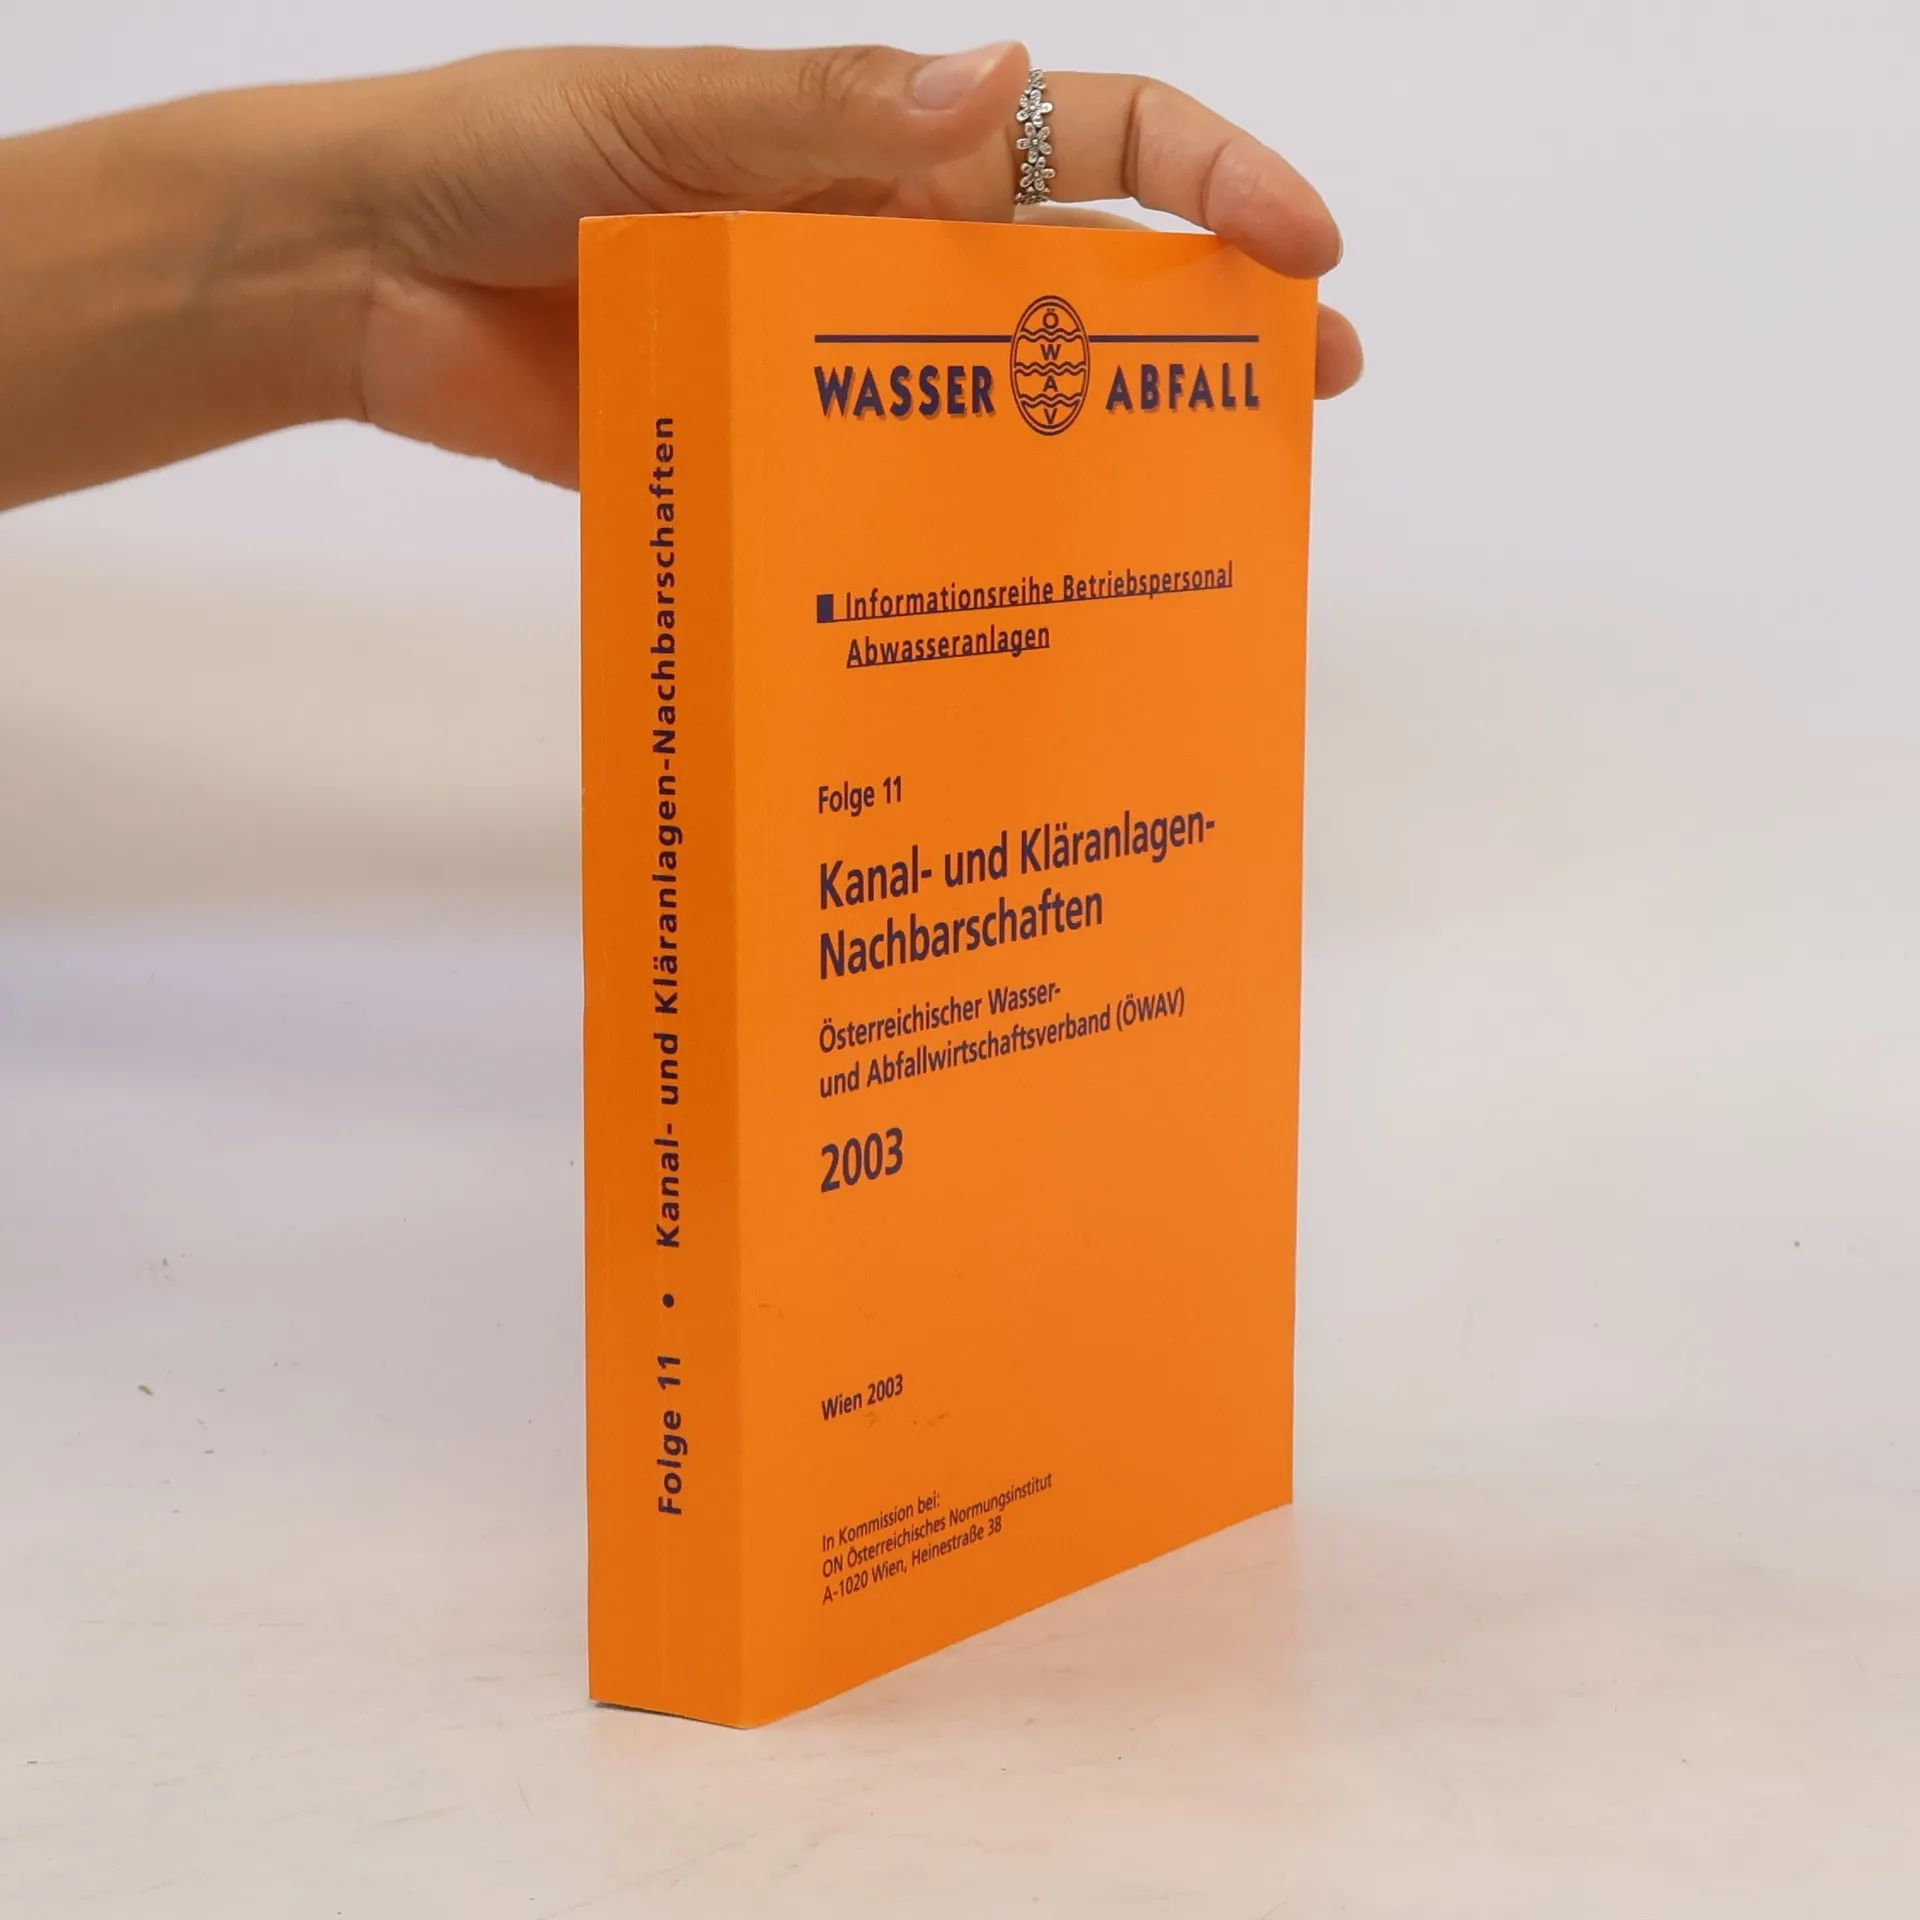 Folge 11 • Kanal- und Kläranlagen-Nachbarschaften
WASSER ÖWAV ABFALL
Informationsreihe Betriebspersonal
Abwasseranlagen
Folge 11
Kanal- und Kläranlagen-
Nachbarschaften
Österreichischer Wasser-
und Abfallwirtschaftsverband (ÖWAV)
2003
Wien 2003
In Kommission bei:
ON Österreichisches Normungsinstitut
A-1020 Wien, Heinestraße 38